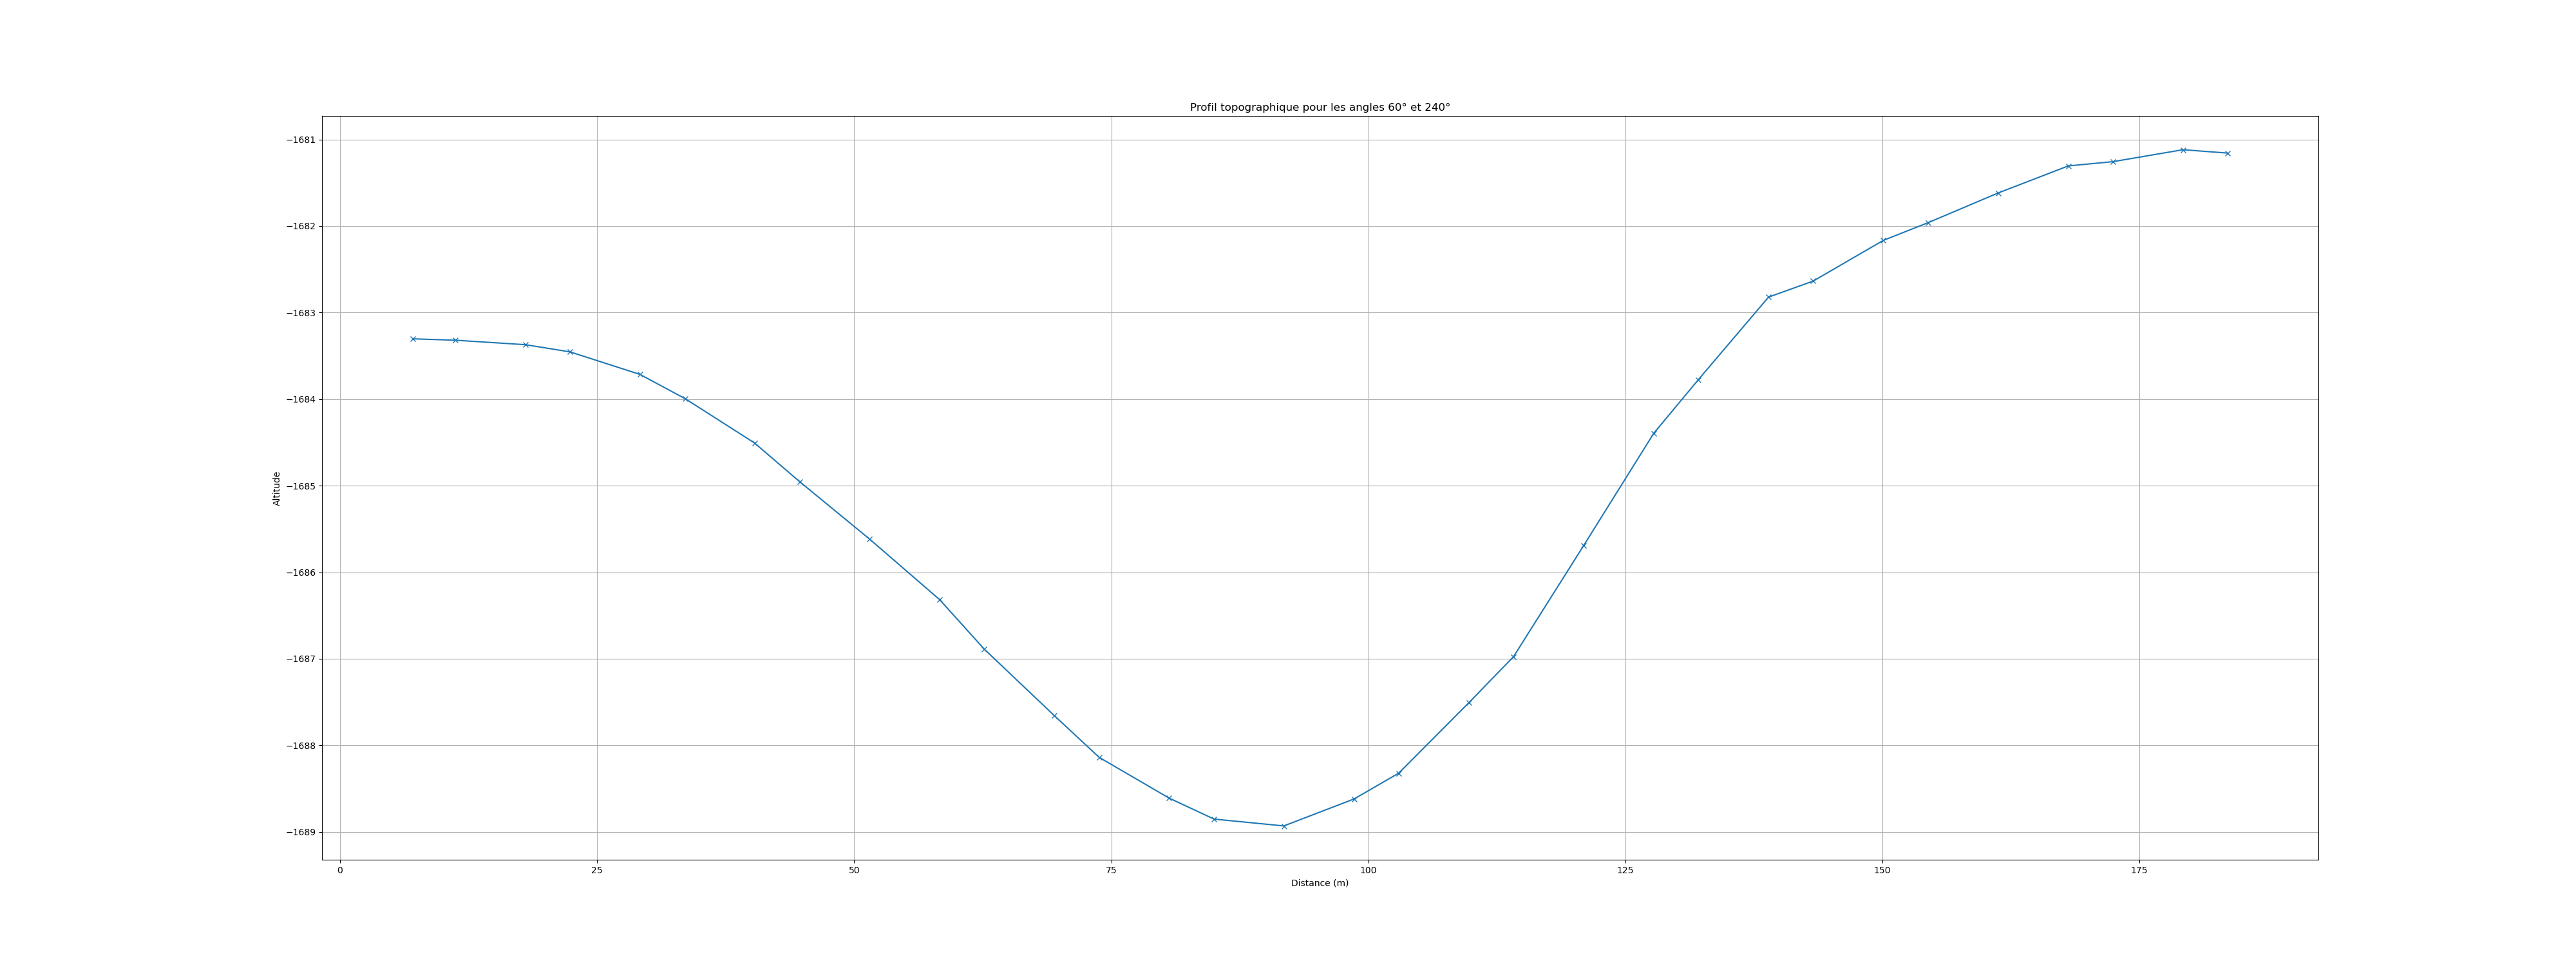 Profil topographique pour les angles 60° et 240°
−1681
−1682
−1683
−1684
−1685
−1686
−1687
−1688
−1689
Altitude
0 25 50 75 100 125 150 175
Distance (m)